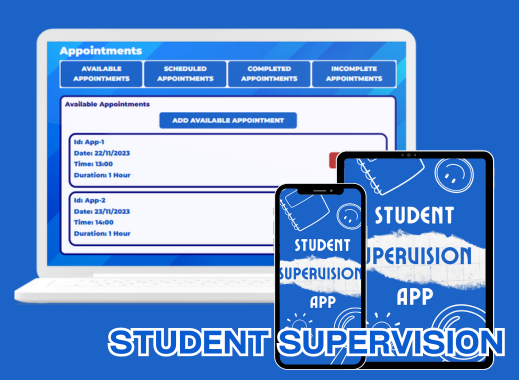 Appointments
AVAILABLE APPOINTMENTS
SCHEDULED APPOINTMENTS
COMPLETED APPOINTMENTS
INCOMPLETE APPOINTMENTS
Available Appointments
ADD AVAILABLE APPOINTMENT
Id: App-1
Date: 22/11/2023
Time: 13:00
Duration: 1 Hour
Id: App-2
Date: 23/11/2023
Time: 14:00
Duration: 1 Hour
STUDENT
SUPERVISION
APP
STUDENT
SUPERVISION
APP
STUDENT SUPERVISION